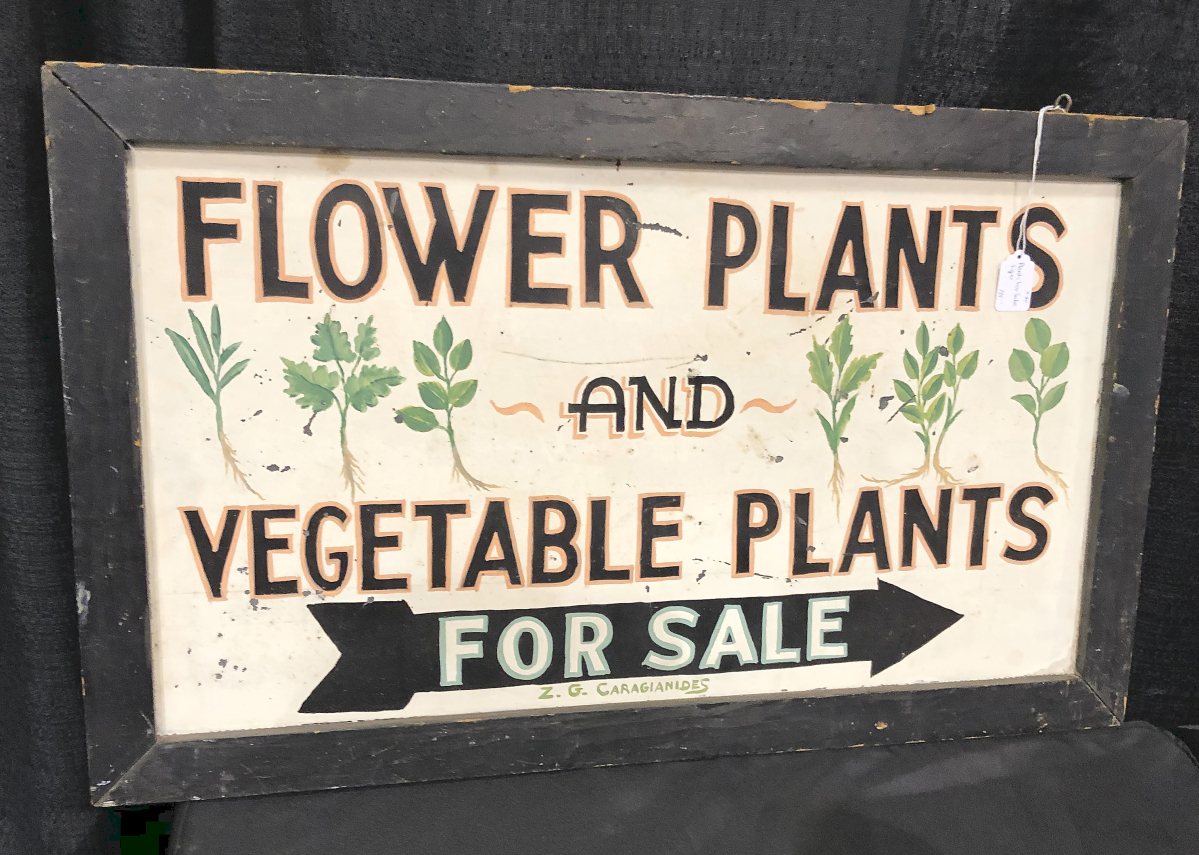 FLOWER PLANTS
AND
VEGETABLE PLANTS
FOR SALE
Z. G. CARAGIANIDES